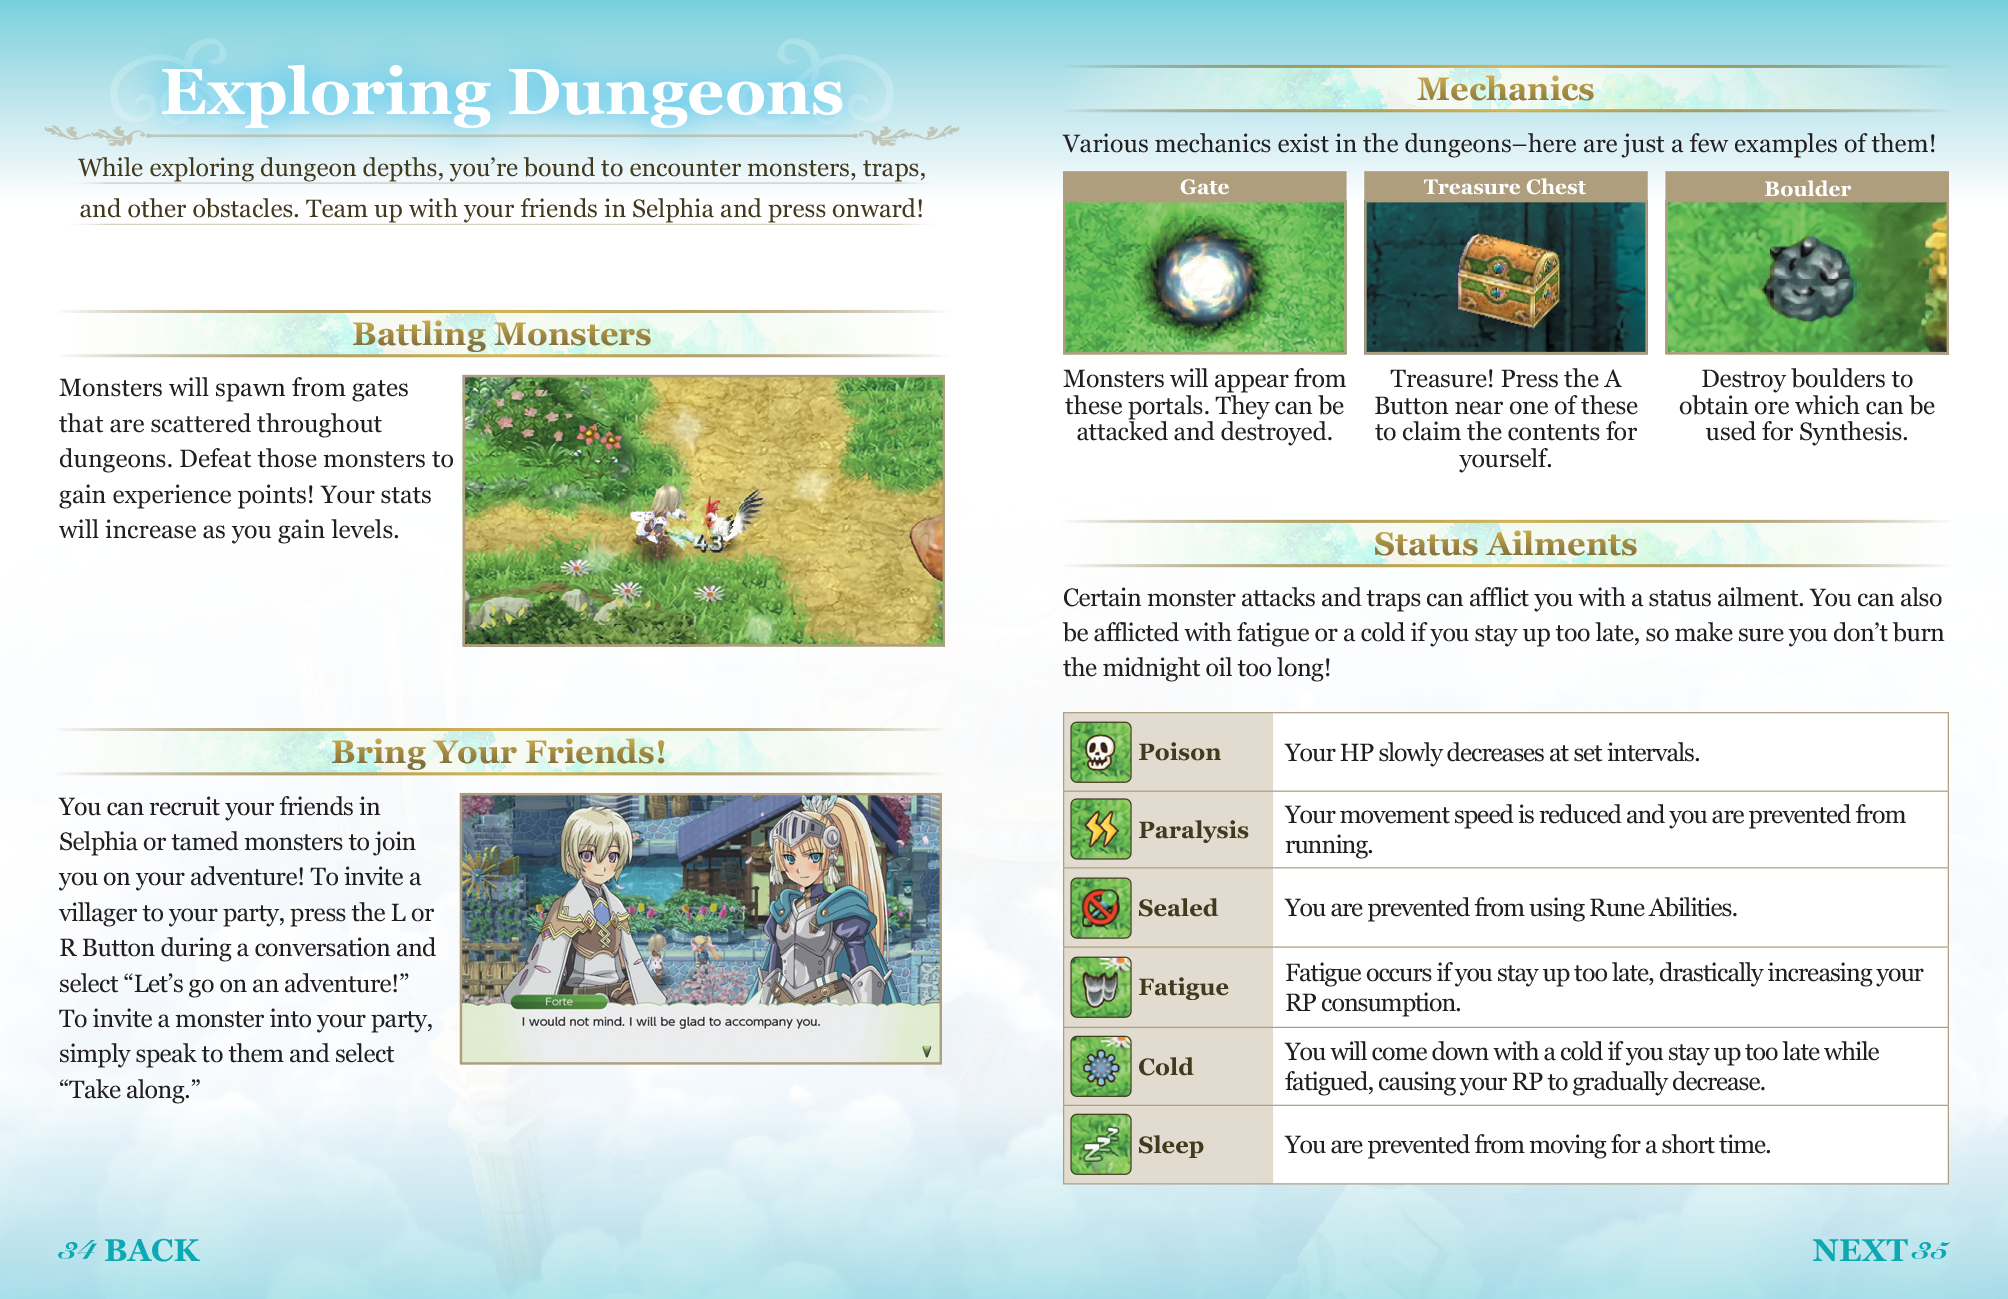 Exploring Dungeons
While exploring dungeon depths, you’re bound to encounter monsters, traps,
and other obstacles. Team up with your friends in Selphia and press onward!
Battling Monsters
Monsters will spawn from gates
that are scattered throughout
dungeons. Defeat those monsters to
gain experience points! Your stats
will increase as you gain levels.
43
Bring Your Friends!
You can recruit your friends in
Selphia or tamed monsters to join
you on your adventure! To invite a
villager to your party, press the L or
R Button during a conversation and
select “Let’s go on an adventure!”
To invite a monster into your party,
simply speak to them and select
“Take along.”
Forte
I would not mind. I will be glad to accompany you.
34 BACK
Mechanics
Various mechanics exist in the dungeons–here are just a few examples of them!
Gate
Monsters will appear from
these portals. They can be
attacked and destroyed.
Treasure Chest
Treasure! Press the A
Button near one of these
to claim the contents for
yourself.
Boulder
Destroy boulders to
obtain ore which can be
used for Synthesis.
Status Ailments
Certain monster attacks and traps can afflict you with a status ailment. You can also
be afflicted with fatigue or a cold if you stay up too late, so make sure you don’t burn
the midnight oil too long!
Poison
Your HP slowly decreases at set intervals.
Paralysis
Your movement speed is reduced and you are prevented from
running.
Sealed
You are prevented from using Rune Abilities.
Fatigue
Fatigue occurs if you stay up too late, drastically increasing your
RP consumption.
Cold
You will come down with a cold if you stay up too late while
fatigued, causing your RP to gradually decrease.
zzz
Sleep
You are prevented from moving for a short time.
NEXT 35